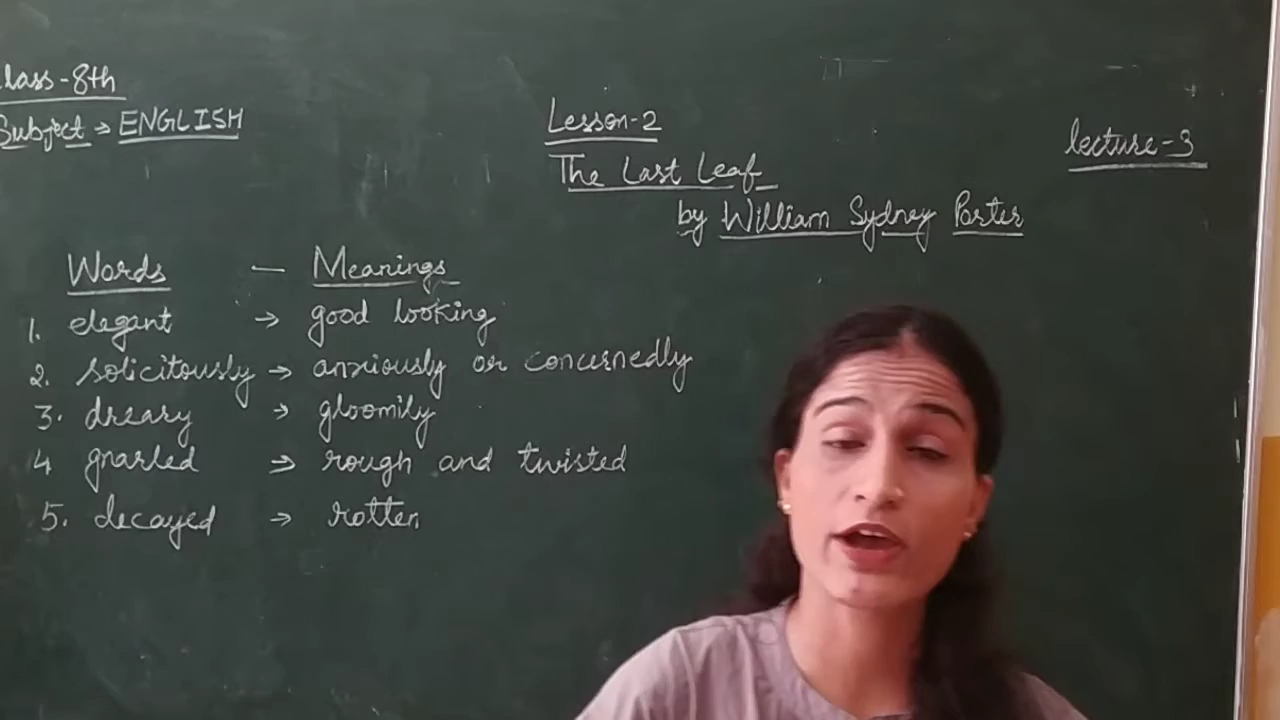 Class-8th
Subject → ENGLISH
Lesson-2
The Last Leaf
by William Sydney Porter
lecture-3
Words — Meanings
1. elegant → good looking
2. solicitously → anxiously or concernedly
3. dreary → gloomily
4 gnarled → rough and twisted
5. decayed → rotten